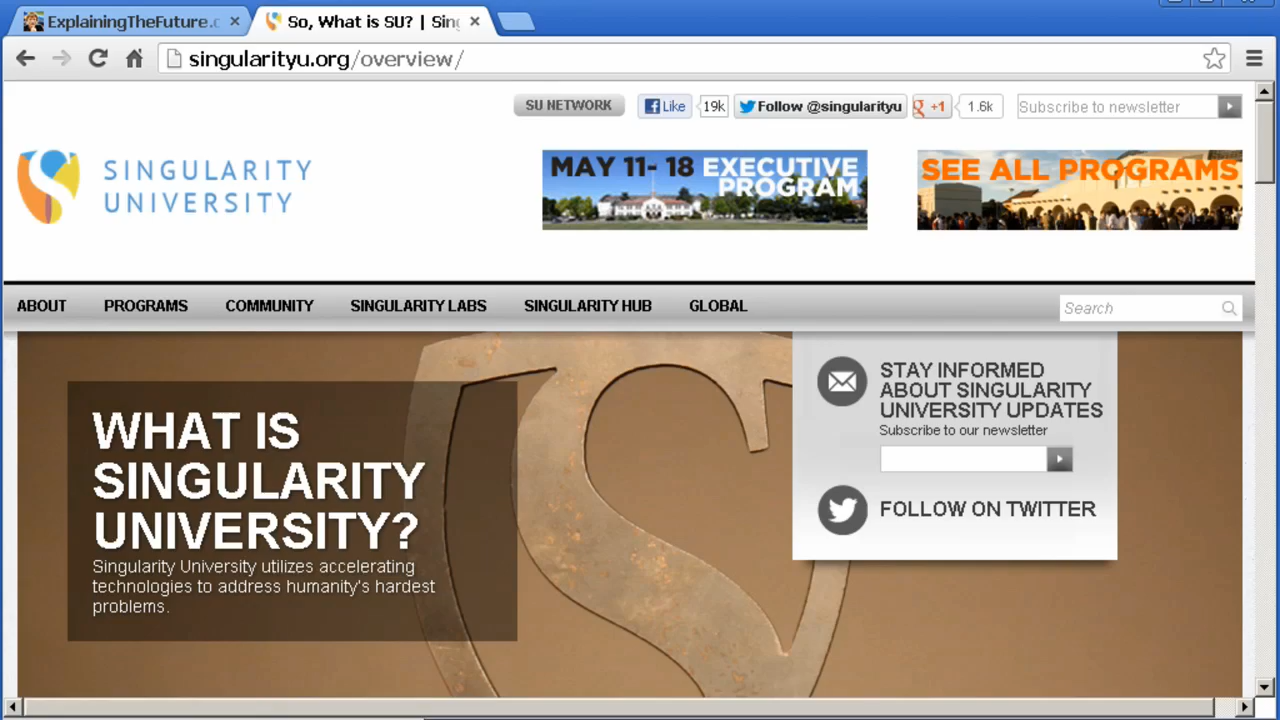 ExplainingTheFuture.c
So, What is SU? | Sing
singularityu.org/overview/
SU NETWORK
Like
19k
Follow @singularityu
g +1
1.6k
Subscribe to newsletter
SINGULARITY
UNIVERSITY
MAY 11- 18 EXECUTIVE
PROGRAM
SEE ALL PROGRAMS
ABOUT
PROGRAMS
COMMUNITY
SINGULARITY LABS
SINGULARITY HUB
GLOBAL
Search
WHAT IS
SINGULARITY
UNIVERSITY?
Singularity University utilizes accelerating
technologies to address humanity's hardest
problems.
STAY INFORMED
ABOUT SINGULARITY
UNIVERSITY UPDATES
Subscribe to our newsletter
FOLLOW ON TWITTER